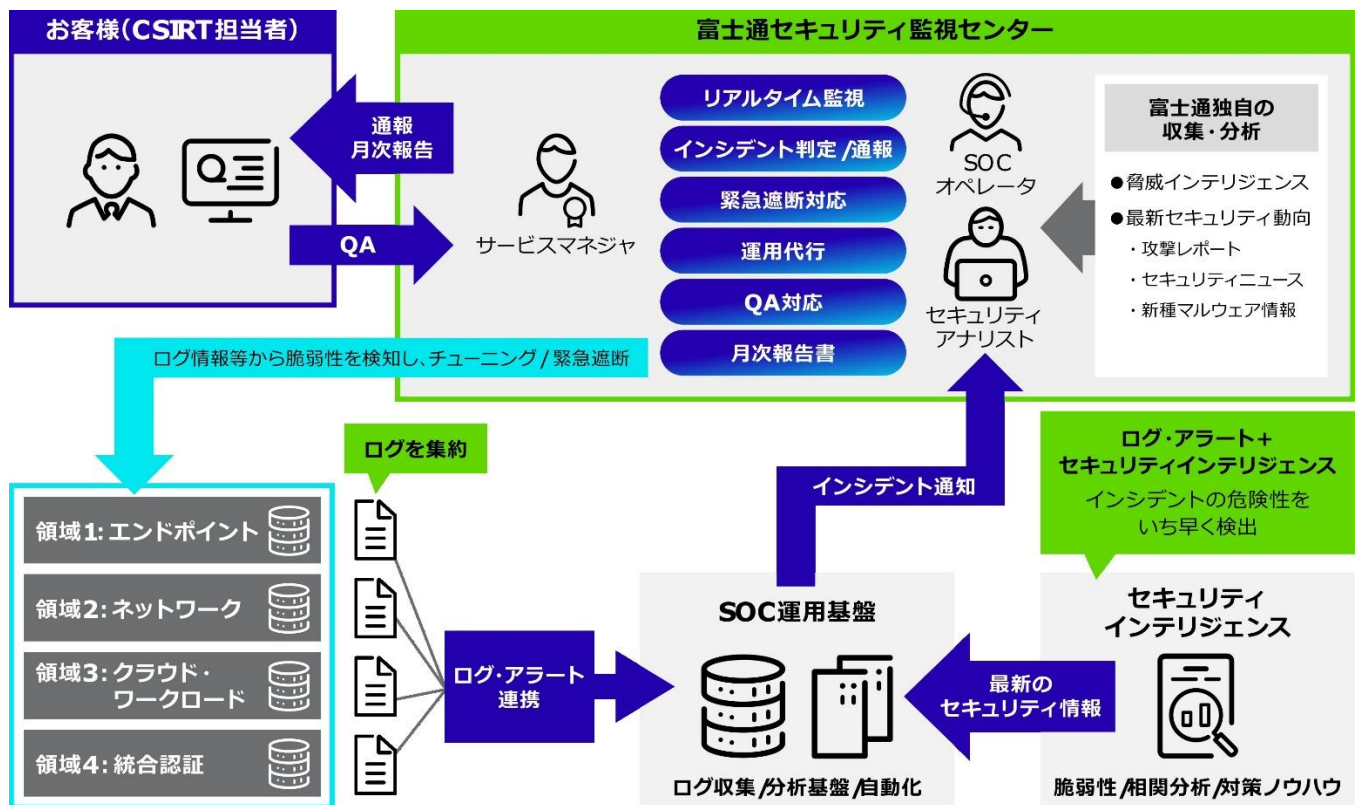 お客様(CSIRT担当者)
富士通セキュリティ監視センター
通報
月次報告
QA
サービスマネジャ
リアルタイム監視
インシデント判定/通報
緊急遮断対応
運用代行
QA対応
月次報告書
SOC
オペレータ
セキュリティ
アナリスト
富士通独自の
収集・分析
●脅威インテリジェンス
●最新セキュリティ動向
・攻撃レポート
・セキュリティニュース
・新種マルウェア情報
ログ情報等から脆弱性を検知し、チューニング/緊急遮断
ログを集約
領域1:エンドポイント
領域2:ネットワーク
領域3:クラウド・
ワークロード
領域4:統合認証
ログ・アラート
連携
インシデント通知
SOC運用基盤
ログ収集/分析基盤/自動化
最新の
セキュリティ情報
ログ・アラート+
セキュリティインテリジェンス
インシデントの危険性を
いち早く検出
セキュリティ
インテリジェンス
脆弱性/相関分析/対策ノウハウ